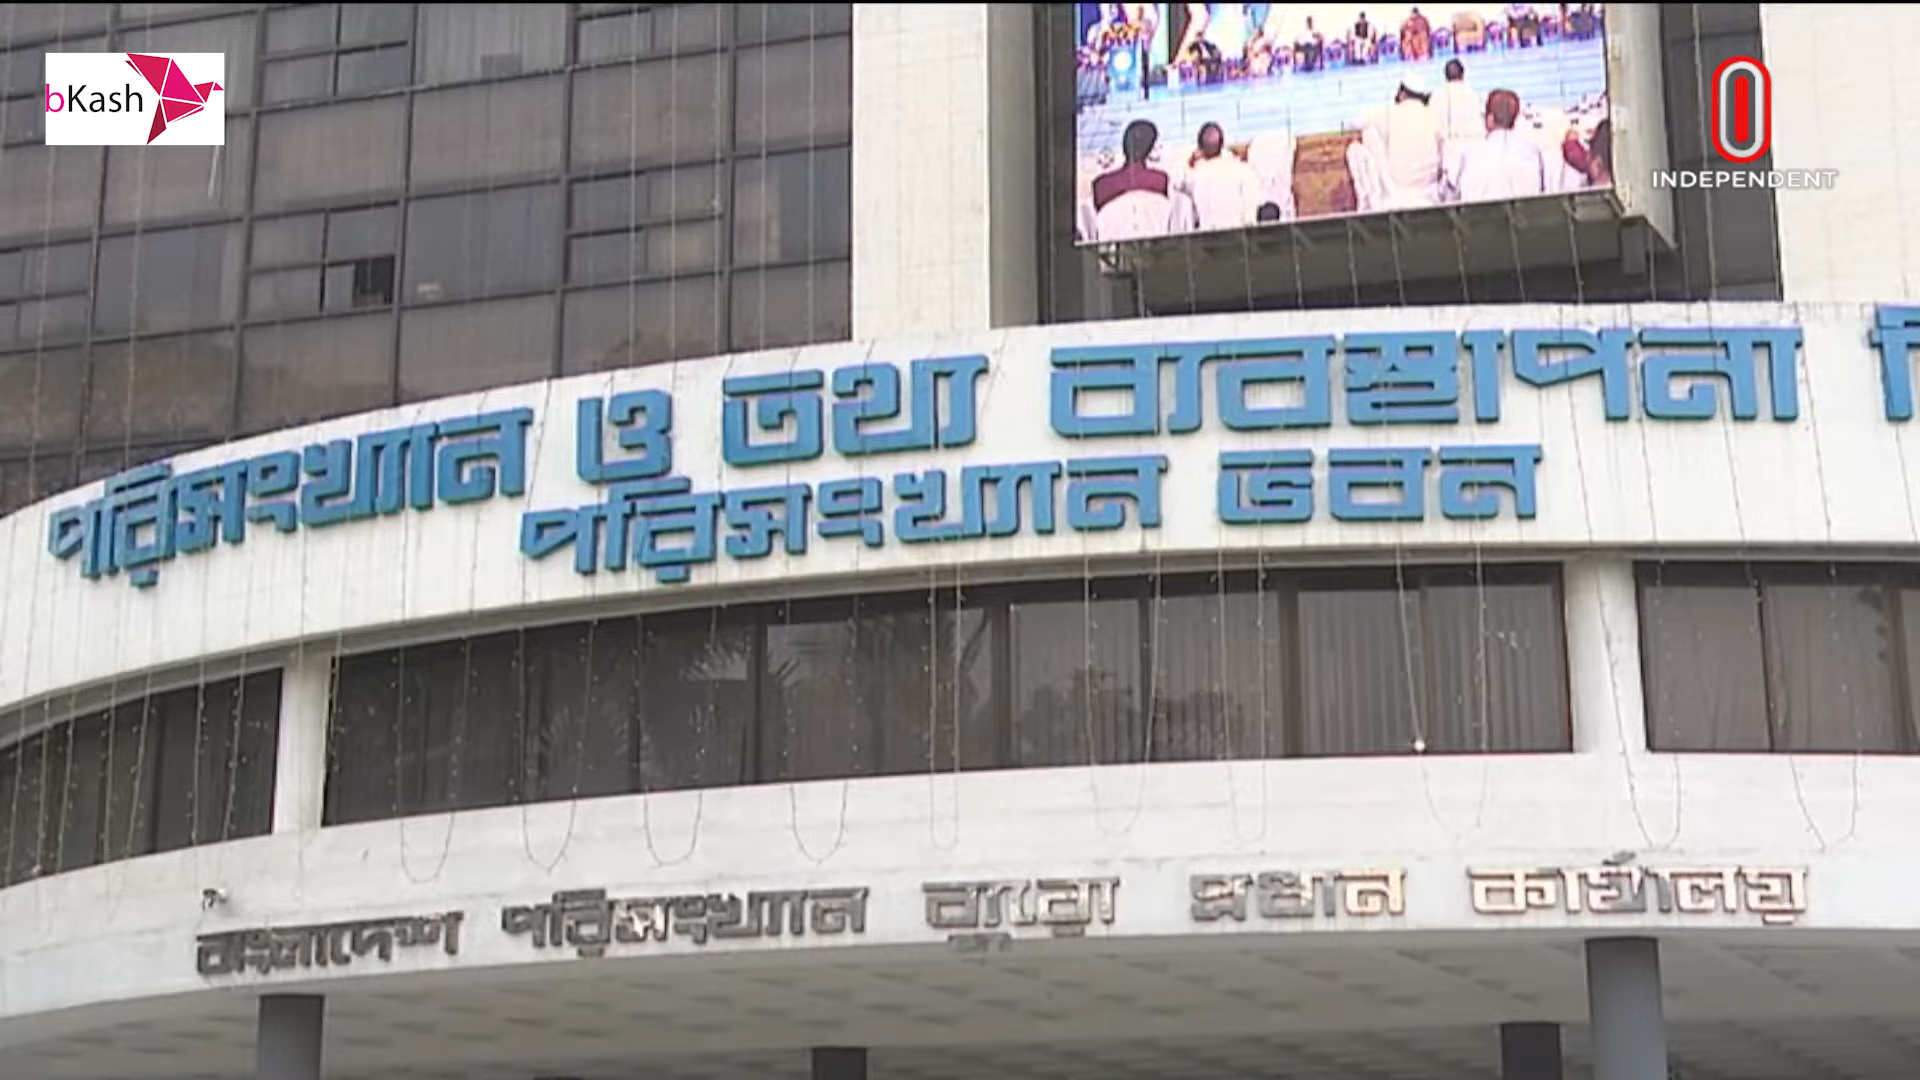 bKash
INDEPENDENT
পরিসংখ্যান ও তথ্য ব্যবস্থাপনা
পরিসংখ্যান ভবন
বাংলাদেশ পরিসংখ্যান ব্যুরো প্রধান কার্যালয়